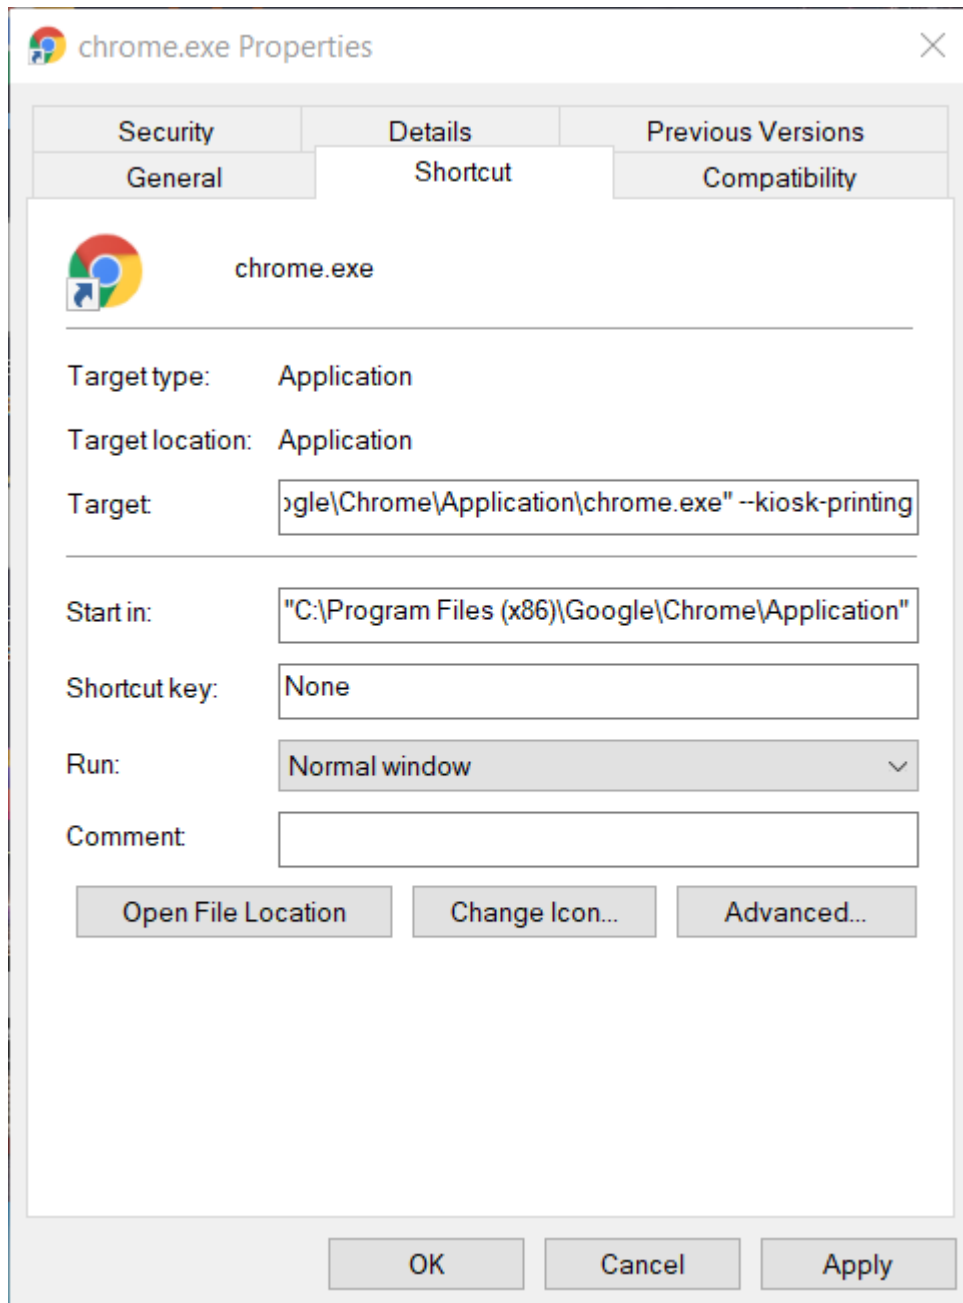 chrome.exe Properties
Security Details Previous Versions
General Shortcut Compatibility
chrome.exe
Target type: Application
Target location: Application
Target: ogle\Chrome\Application\chrome.exe" --kiosk-printing
Start in: "C:\Program Files (x86)\Google\Chrome\Application"
Shortcut key: None
Run: Normal window
Comment:
Open File Location Change Icon... Advanced...
OK Cancel Apply